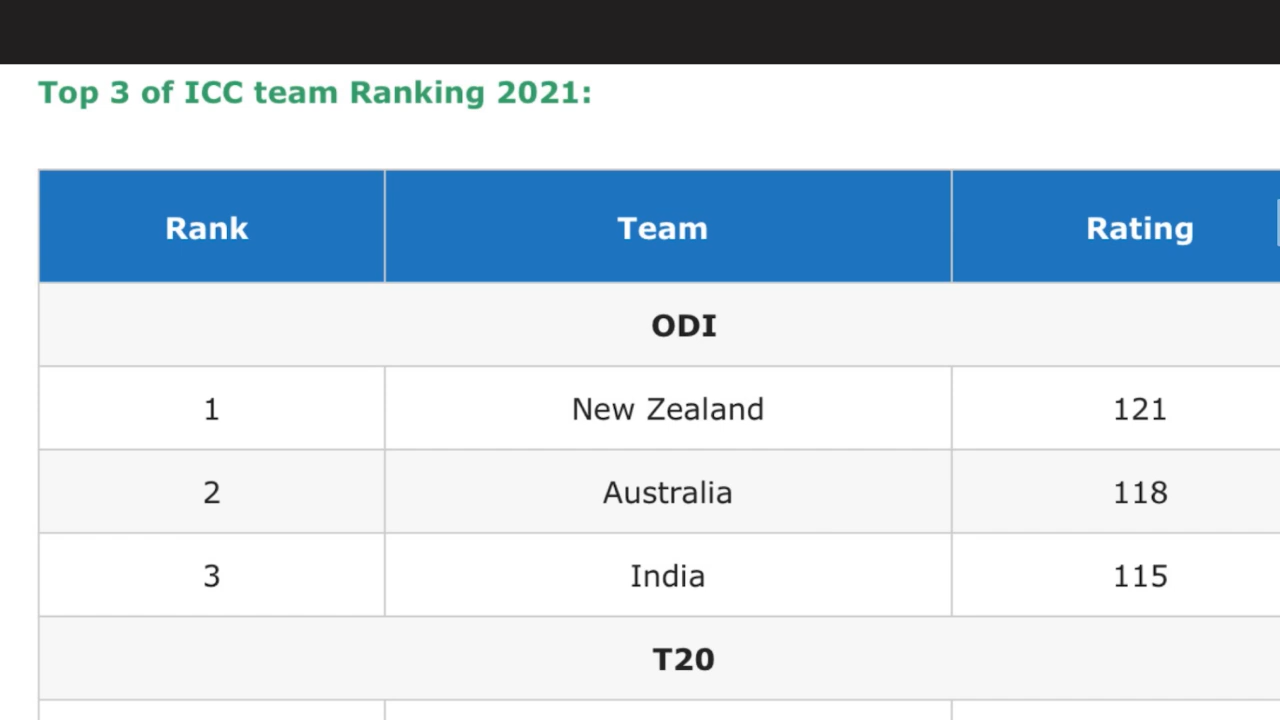 Top 3 of ICC team Ranking 2021:
Rank Team Rating
ODI
1 New Zealand 121
2 Australia 118
3 India 115
T20